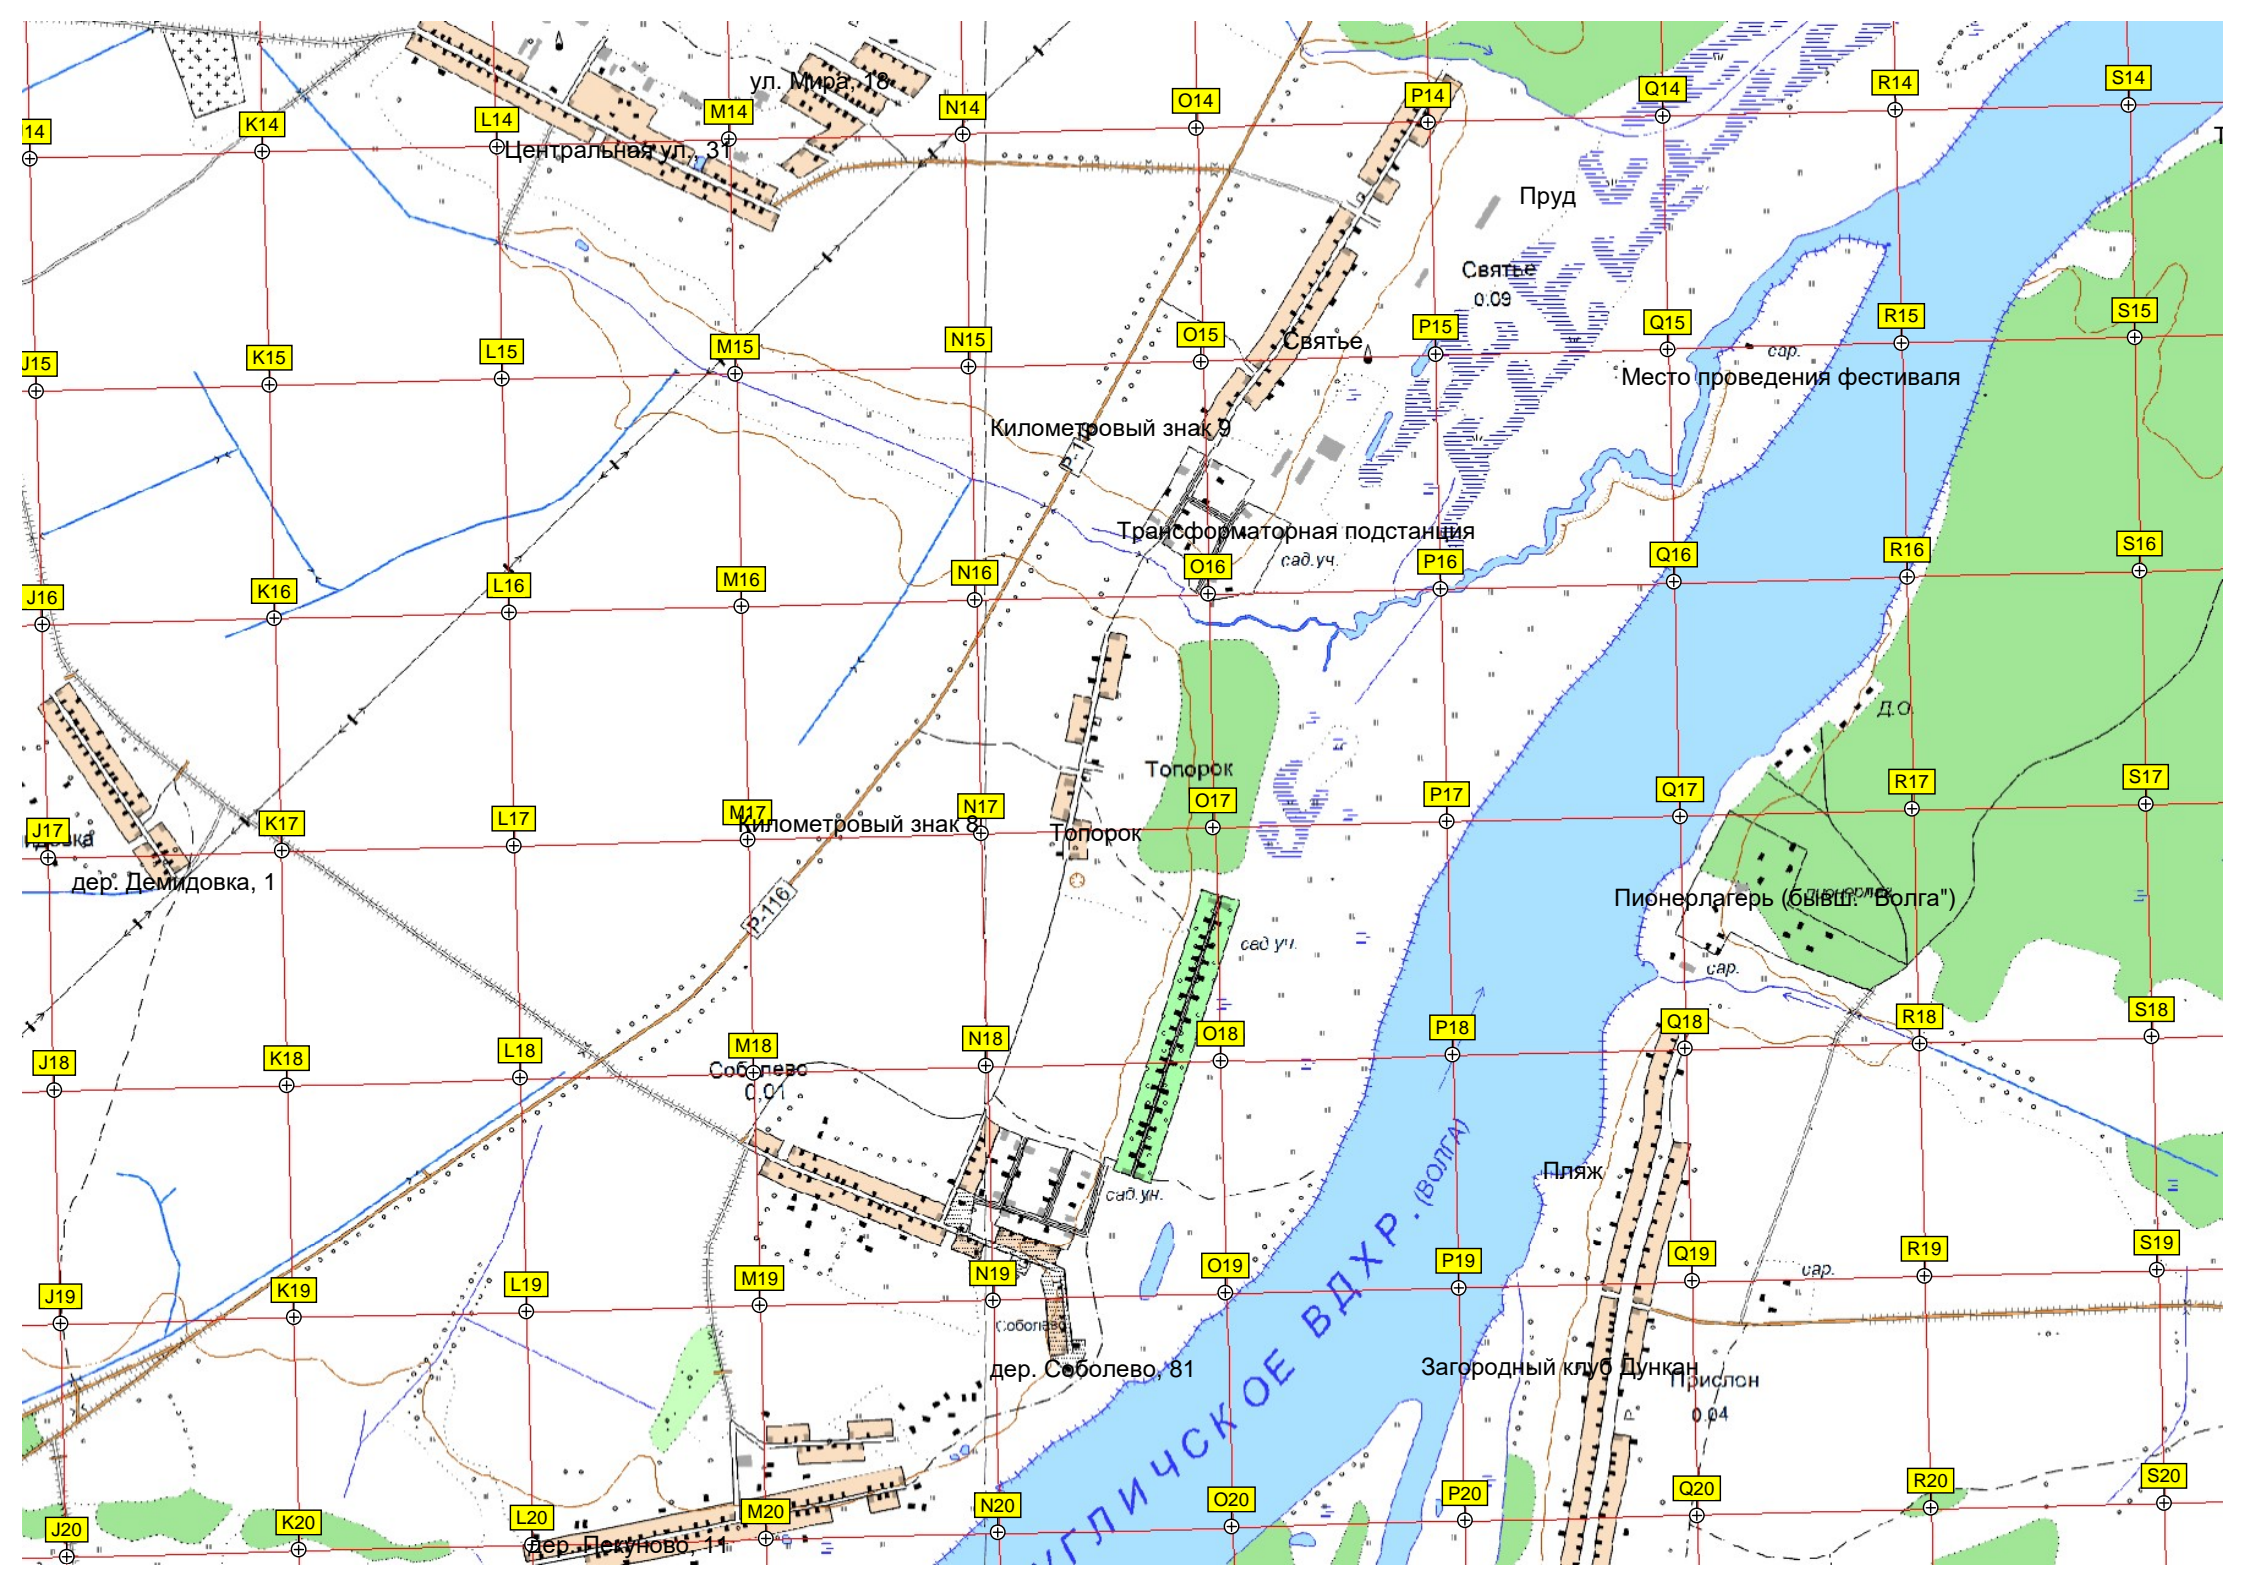 ул. Мира, 18
14
K14
L14
M14
N14
O14
P14
Q14
R14
S14
Центральная ул., 31
Пруд
Святье
0.09
J15
K15
L15
M15
N15
O15
P15
Q15
R15
S15
Святье
сар.
Место проведения фестиваля
Километровый знак 9
Трансформаторная подстанция
сад.уч.
J16
K16
L16
M16
N16
O16
P16
Q16
R16
S16
Д.О.
Топорок
J17
K17
L17
M17
N17
O17
P17
Q17
R17
S17
Километровый знак 8
Топорок
дер. Демидовка, 1
Р-116
Пионерлагерь (бывш. "Волга")
сад уч.
сар.
J18
K18
L18
M18
N18
O18
P18
Q18
R18
S18
Соболево
0,01
Пляж
сад.уч.
УГЛИЧСКОЕ ВДХР. (ВОЛГА)
J19
K19
L19
M19
N19
O19
P19
Q19
R19
S19
сар.
Соболево
дер. Соболево, 81
Загородный клуб Дункан
Прислон
0.04
J20
K20
L20
M20
N20
O20
P20
Q20
R20
S20
дер. Пекуново, 11